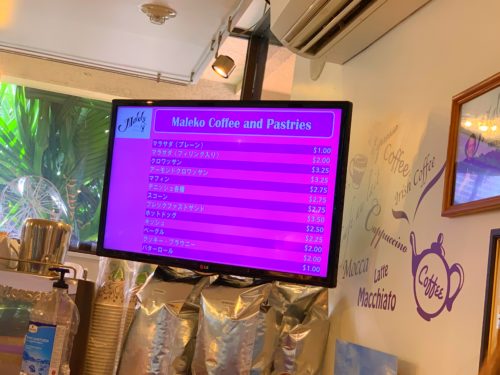 Maleko
Maleko Coffee and Pastries
マラサダ（プレーン） $1.00
マラサダ（フィリング入り） $2.00
クロワッサン $3.25
アーモンドクロワッサン $3.25
マフィン $2.75
デニッシュ各種 $2.75
スコーン $2.75
ブレックファストサンド $3.50
ホットドッグ $2.50
キッシュ $2.25
ベーグル $2.00
クッキー・ブラウニー $2.00
バターロール $1.00
LG
Coffee
Irish Coffee
Cappuccino
Mocca
Latte
Macchiato
Coffee